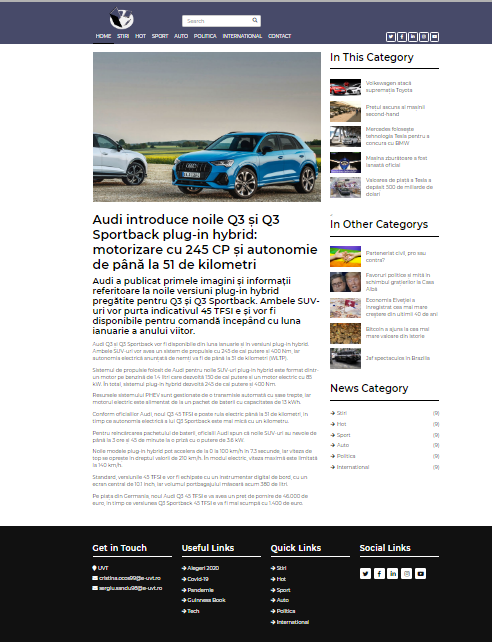 Search
HOME STIRI HOT SPORT AUTO POLITICA INTERNATIONAL CONTACT
Audi introduce noile Q3 și Q3
Sportback plug-in hybrid:
motorizare cu 245 CP și autonomie
de până la 51 de kilometri
Audi a publicat primele imagini și informații
referitoare la noile versiuni plug-in hybrid
pregătite pentru Q3 și Q3 Sportback. Ambele SUV-
uri vor purta indicativul 45 TFSI e și vor fi
disponibile pentru comandă începând cu luna
ianuarie a anului viitor.
Audi Q3 și Q3 Sportback vor fi disponibile din luna ianuarie și în versiuni plug-in hybrid.
Ambele SUV-uri vor avea un sistem de propulsie cu 245 de cai putere și 400 Nm, iar
autonomia electrică anunțată de nemți va fi de până la 51 de kilometri (WLTP).
Sistemul de propulsie folosit de Audi pentru noile SUV-uri plug-in hybrid este format dintr-
un motor pe benzină de 1.4 litri care dezvoltă 150 de cai putere și un motor electric cu 85
kW. În total, sistemul plug-in hybrid dezvoltă 245 de cai putere și 400 Nm.
Resursele sistemului PHEV sunt gestionate de o transmisie automată cu șase trepte, iar
motorul electric este alimentat de la un pachet de baterii cu capacitatea de 13 kWh.
Conform oficialilor Audi, noul Q3 45 TFSI e poate rula electric până la 51 de kilometri, în
timp ce autonomia electrică a lui Q3 Sportback este mai mică cu un kilometru.
Pentru reîncărcarea pachetului de baterii, oficialii Audi spun că noile SUV-uri au nevoie de
până la 3 ore și 45 de minute la o priză cu o putere de 3.6 kW.
Noile modele plug-in hybrid pot accelera de la 0 la 100 km/h în 7.3 secunde, iar viteza de
top se oprește în dreptul valorii de 210 km/h. În modul electric, viteza maximă este limitată
la 140 km/h.
Standard, versiunile 45 TFSI e vor fi echipate cu un instrumentar digital de bord, cu un
ecran central de 10.1 inch, iar volumul portbagajului măsoară acum 380 de litri.
Pe piața din Germania, noul Audi Q3 45 TFSI e va avea un preț de pornire de 46.000 de
euro, în timp ce versiunea Q3 Sportback 45 TFSI e va fi mai scumpă cu 1.400 de euro.
In This Category
Volkswagen atacă
supremația Toyota
Prețul ascuns al mașinii
second-hand
Mercedes folosește
tehnologia Tesla pentru a
concura cu BMW
Mașina zburătoare a fost
lansată oficial
Valoarea de piață a Tesla a
depășit 500 de miliarde de
dolari
In Other Categorys
Parteneriat civil, pro sau
contra?
Favoruri politice și mită în
schimbul grațierilor la Casa
Albă
Economia Elveției a
înregistrat cea mai mare
creștere din ultimii 40 de ani
Bitcoin a ajuns la cea mai
mare valoare din istorie
Jaf spectaculos în Brazilia
News Category
Stiri (9)
Hot (9)
Sport (9)
Auto (9)
Politica (9)
International (9)
Get in Touch
UVT
cristina.ocos99@e-uvt.ro
sergiu.sandu98@e-uvt.ro
Useful Links
Alegeri 2020
Covid-19
Pandemie
Guinness Book
Tech
Quick Links
Stiri
Hot
Sport
Auto
Politica
International
Social Links